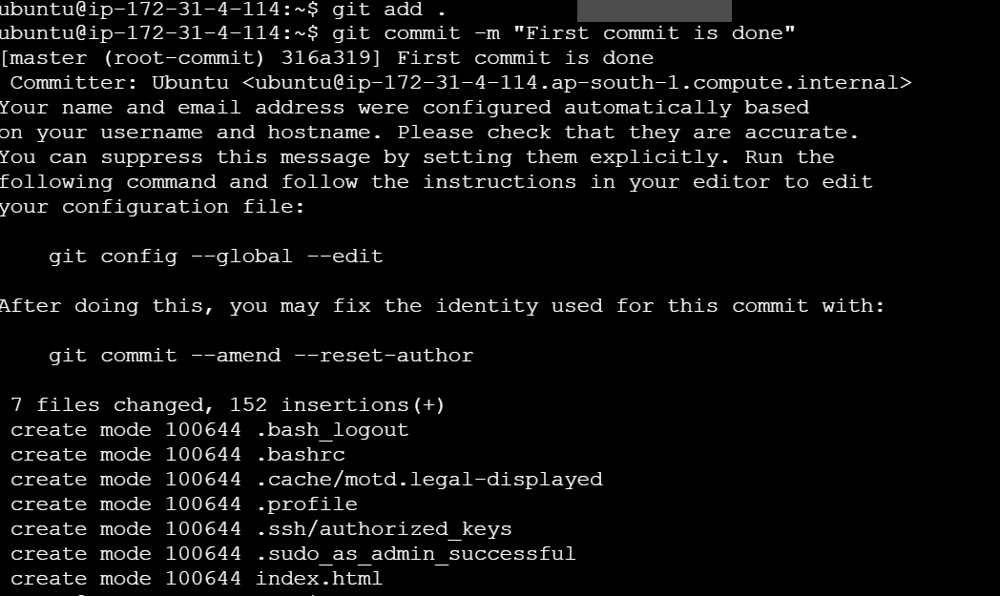 ubuntu@ip-172-31-4-114:~$ git add .
ubuntu@ip-172-31-4-114:~$ git commit -m "First commit is done"
[master (root-commit) 316a319] First commit is done
 Committer: Ubuntu <ubuntu@ip-172-31-4-114.ap-south-1.compute.internal>
Your name and email address were configured automatically based
on your username and hostname. Please check that they are accurate.
You can suppress this message by setting them explicitly. Run the
following command and follow the instructions in your editor to edit
your configuration file:

    git config --global --edit

After doing this, you may fix the identity used for this commit with:

    git commit --amend --reset-author

 7 files changed, 152 insertions(+)
 create mode 100644 .bash_logout
 create mode 100644 .bashrc
 create mode 100644 .cache/motd.legal-displayed
 create mode 100644 .profile
 create mode 100644 .ssh/authorized_keys
 create mode 100644 .sudo_as_admin_successful
 create mode 100644 index.html